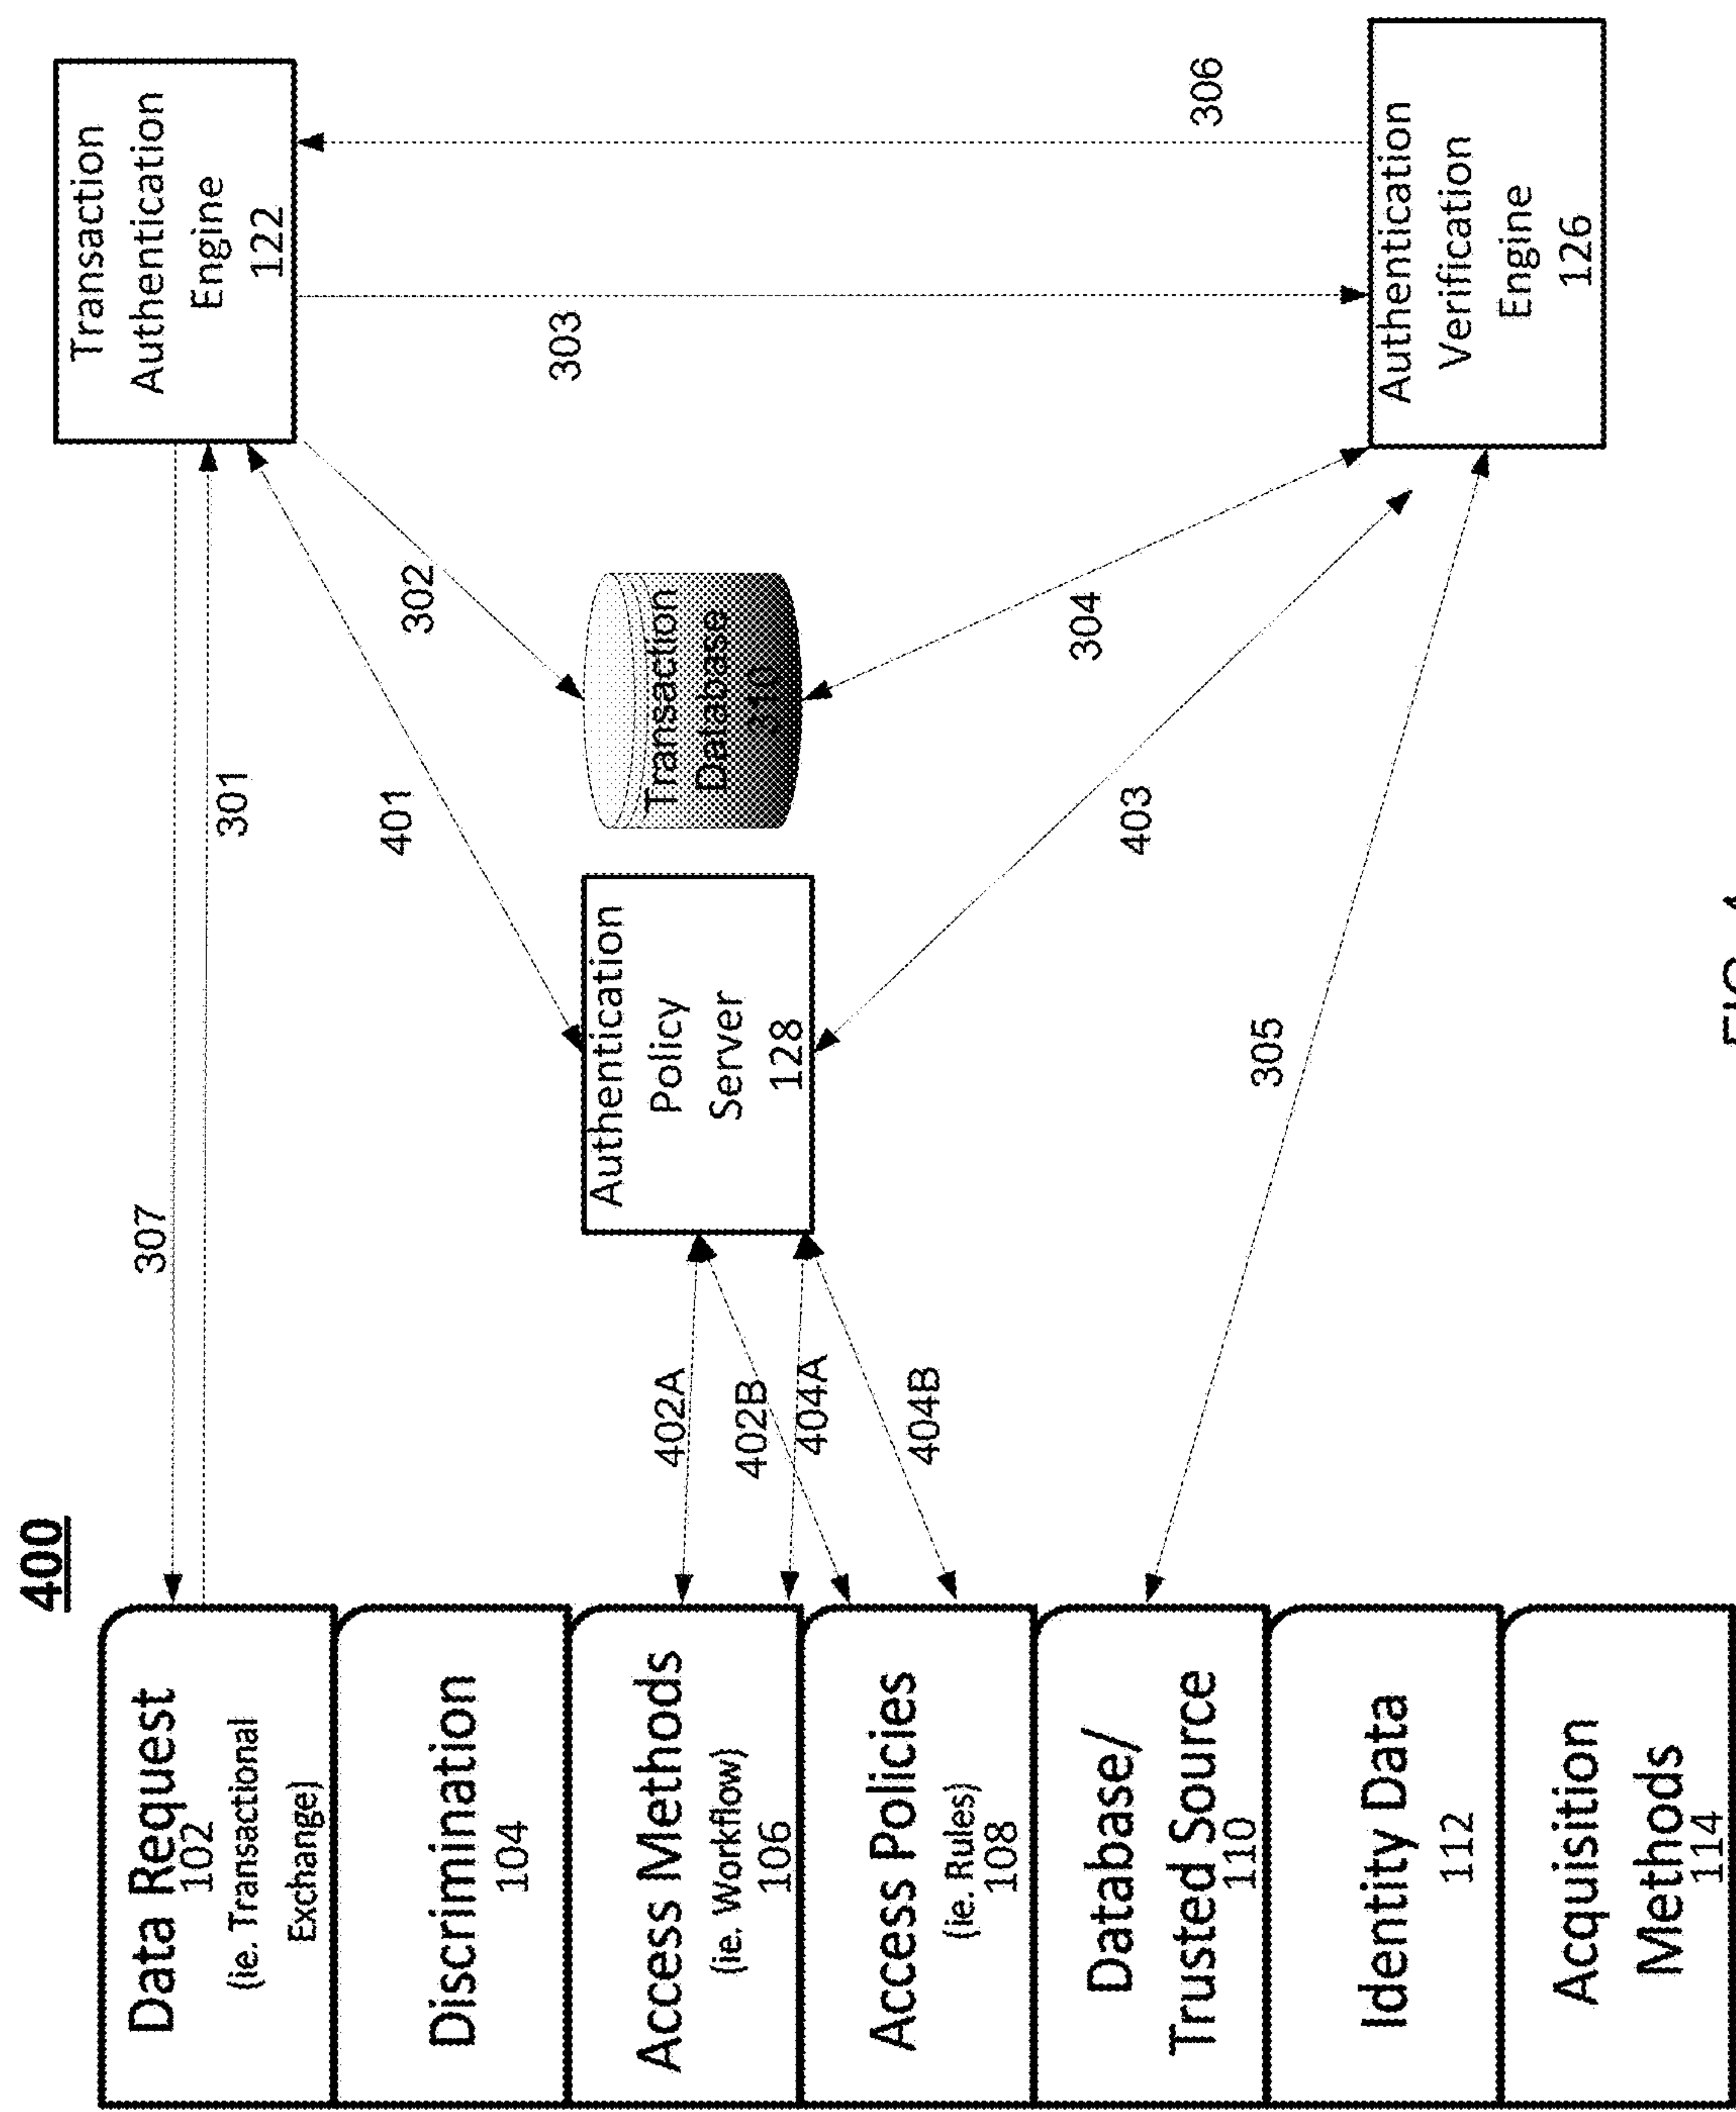 400
Data Request
102
(ie. Transactional
Exchange)
Discrimination
104
Access Methods
(ie. Workflow)
106
Access Policies
(ie. Rules)
108
Database/
Trusted Source
110
Identity Data
112
Acquisition
Methods
114
307
301
402A
402B
404A
404B
Authentication
Policy
Server
128
401
302
Transaction
Database
310
304
403
305
303
306
Transaction
Authentication
Engine
122
Authentication
Verification
Engine
126